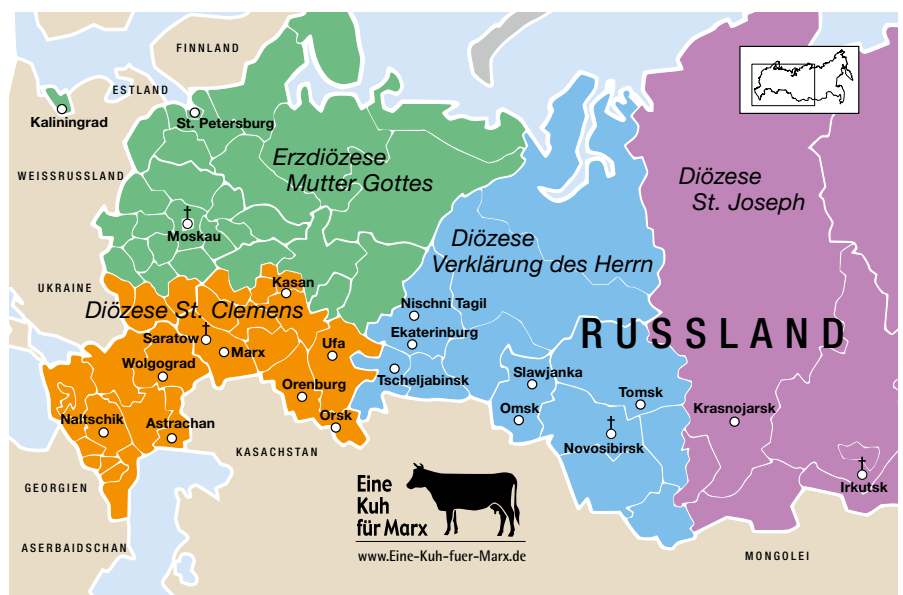 FINNLAND
ESTLAND
Kaliningrad
St. Petersburg
Erzdiözese
Mutter Gottes
WEISSRUSSLAND
Diözese
St. Joseph
Moskau
Diözese
Verklärung des Herrn
UKRAINE
Kasan
Diözese St. Clemens
Nischni Tagil
Saratow
Marx
Ufa
Ekaterinburg
RUSSLAND
Wolgograd
Tscheljabinsk
Slawjanka
Orenburg
Tomsk
Omsk
Krasnojarsk
Naltschik
Astrachan
Orsk
Novosibirsk
KASACHSTAN
Irkutsk
GEORGIEN
Eine
Kuh
für Marx
www.Eine-Kuh-fuer-Marx.de
ASERBAIDSCHAN
MONGOLEI